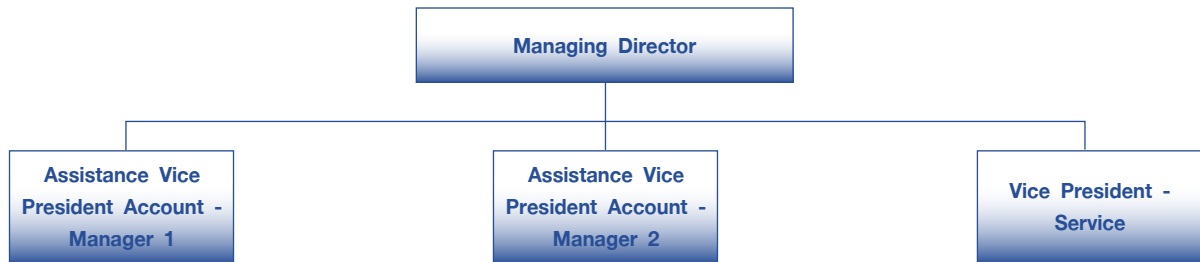 Managing Director
Assistance Vice
President Account -
Manager 1
Assistance Vice
President Account -
Manager 2
Vice President -
Service